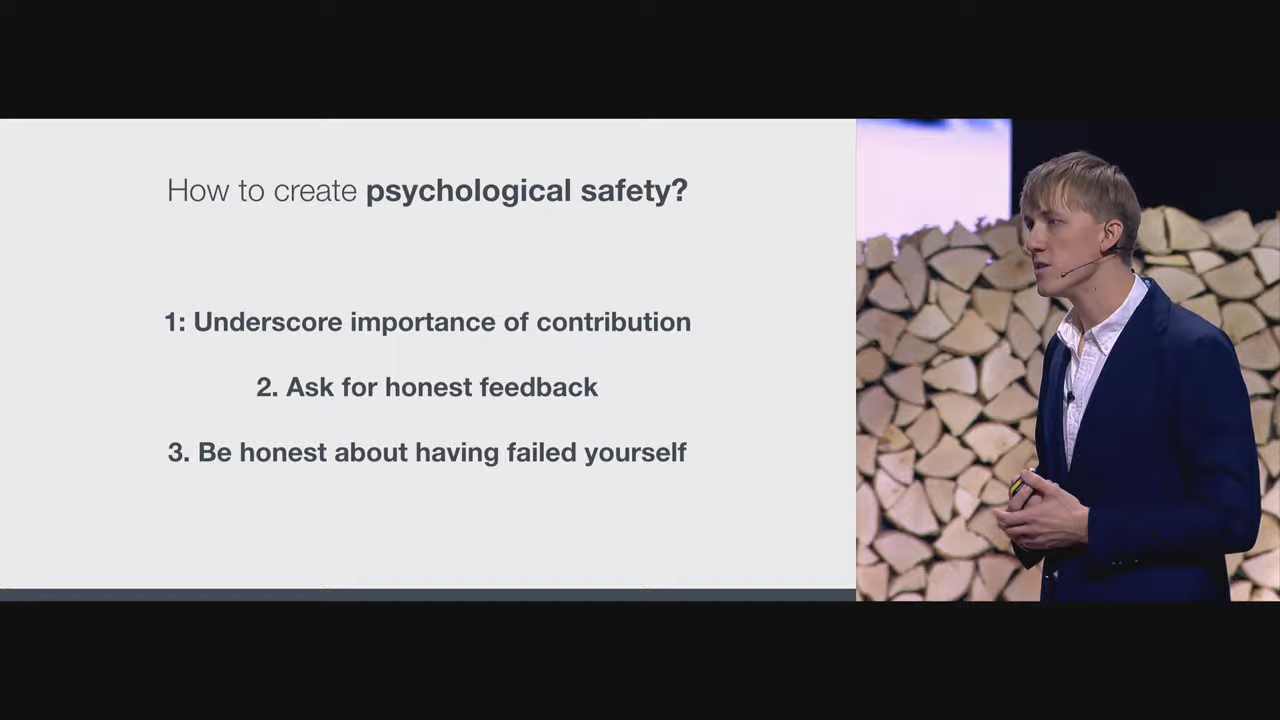 How to create psychological safety?
1: Underscore importance of contribution
2. Ask for honest feedback
3. Be honest about having failed yourself